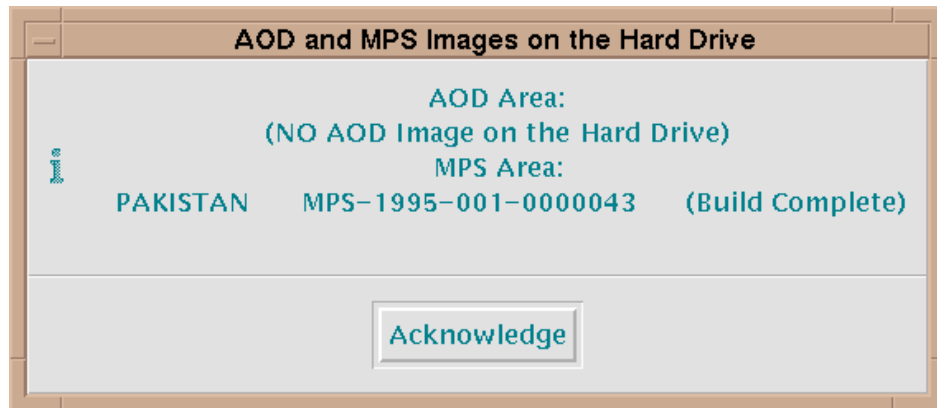 AOD and MPS Images on the Hard Drive
AOD Area:
(NO AOD Image on the Hard Drive)
MPS Area:
PAKISTAN MPS-1995-001-0000043 (Build Complete)
Acknowledge